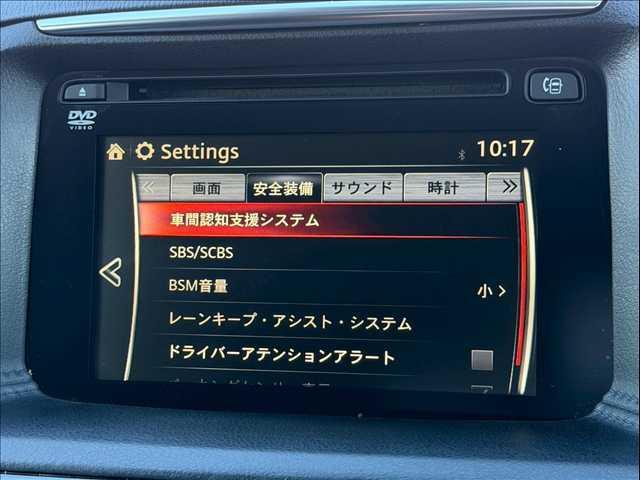 DVD
VIDEO
Settings 10:17
画面 安全装備 サウンド 時計
車間認知支援システム
SBS/SCBS
BSM音量 小
レーンキープ・アシスト・システム
ドライバーアテンションアラート